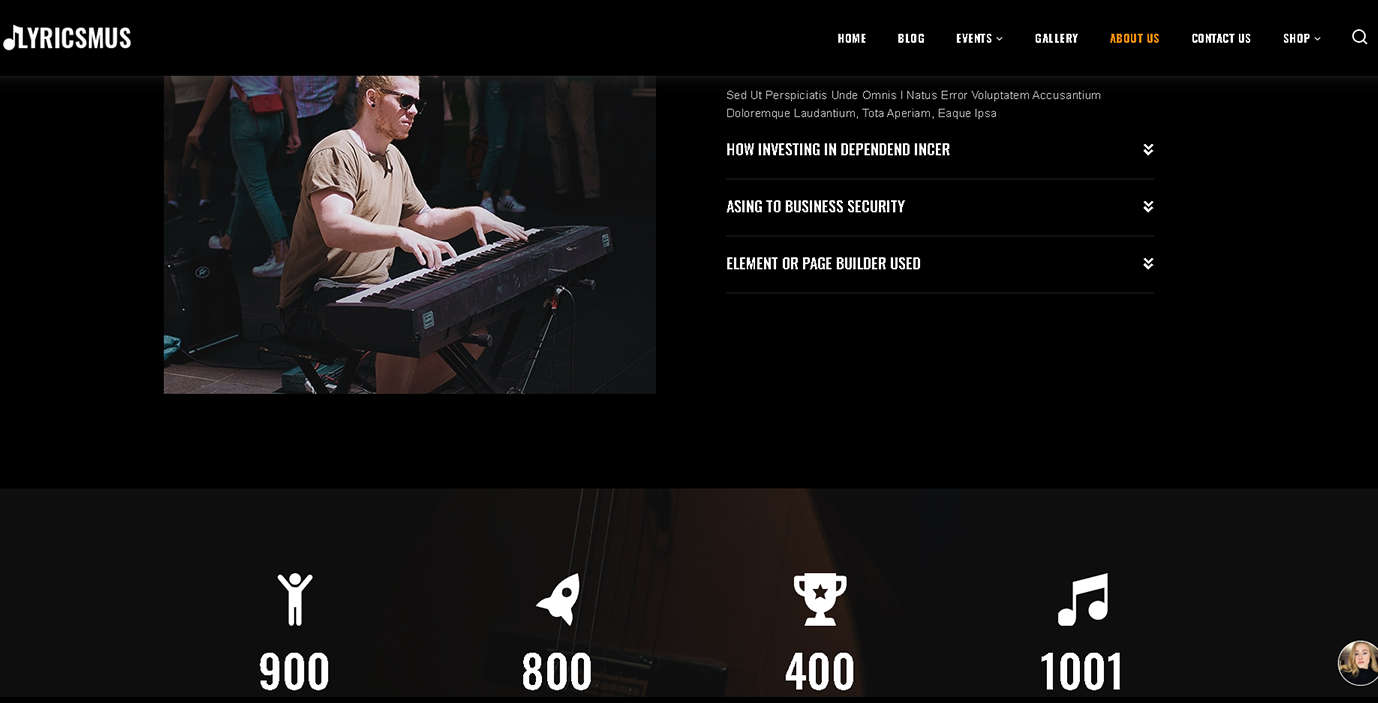 LYRICSMUS
HOME BLOG EVENTS GALLERY ABOUT US CONTACT US SHOP
Sed Ut Perspiciatis Unde Omnis I Natus Error Voluptatem Accusantium
Doloremque Laudantium, Tota Aperiam, Eaque Ipsa
HOW INVESTING IN DEPENDEND INCER
ASING TO BUSINESS SECURITY
ELEMENT OR PAGE BUILDER USED
900 800 400 1001